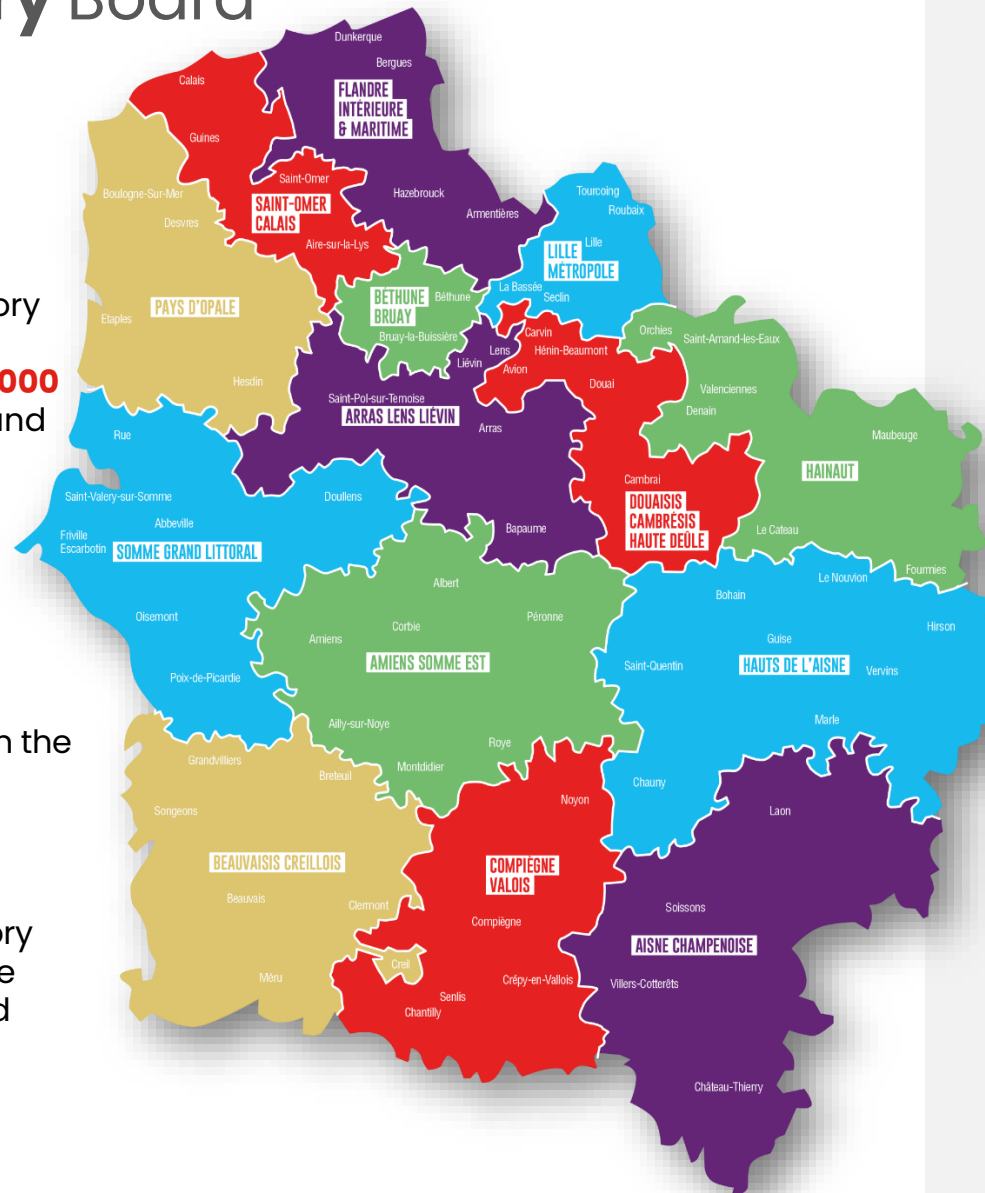 ry Board
ory
000
and
n the
ory
e
d
Dunkerque
Bergues
Calais
FLANDRE
INTÉRIEURE
& MARITIME
Guines
Saint-Omer
Hazebrouck
Boulogne-Sur-Mer
Desvres
SAINT-OMER
CALAIS
Armentières
Tourcoing
Roubaix
Aire-sur-la-Lys
Lille
LILLE
MÉTROPOLE
La Bassée
Seclin
PAYS D'OPALE
Etaples
BÉTHUNE
BRUAY
Béthune
Bruay-la-Buissière
Carvin
Hénin-Beaumont
Orchies
Saint-Amand-les-Eaux
Lens
Liévin
Avion
Douai
Hesdin
Saint-Pol-sur-Ternoise
ARRAS LENS LIÉVIN
Arras
Valenciennes
Denain
Rue
Maubeuge
HAINAUT
Cambrai
DOUAISIS
CAMBRÉSIS
HAUTE DEÛLE
Saint-Valery-sur-Somme
Doullens
Abbeville
Friville
Escarbotin
SOMME GRAND LITTORAL
Bapaume
Le Cateau
Fournies
Albert
Le Nouvion
Bohain
Oisemont
Corbie
Péronne
Amiens
Guise
Hirson
AMIENS SOMME EST
Saint-Quentin
HAUTS DE L'AISNE
Vervins
Poix-de-Picardie
Ailly-sur-Noye
Marle
Roye
Montdidier
Grandvilliers
Breteuil
Chauny
Noyon
Songeons
Laon
BEAUVAISIS CREILLOIS
COMPIÈGNE
VALOIS
Beauvais
Clermont
Compiègne
Soissons
AISNE CHAMPENOISE
Creil
Méru
Crépy-en-Vallois
Villers-Cotterêts
Senlis
Chantilly
Château-Thierry